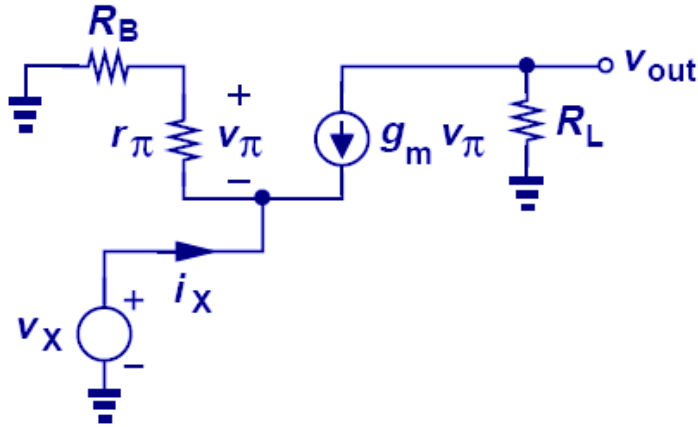 R_B
v_out
+
r_π v_π
g_m v_π
R_L
−
i_X
+
v_X
−